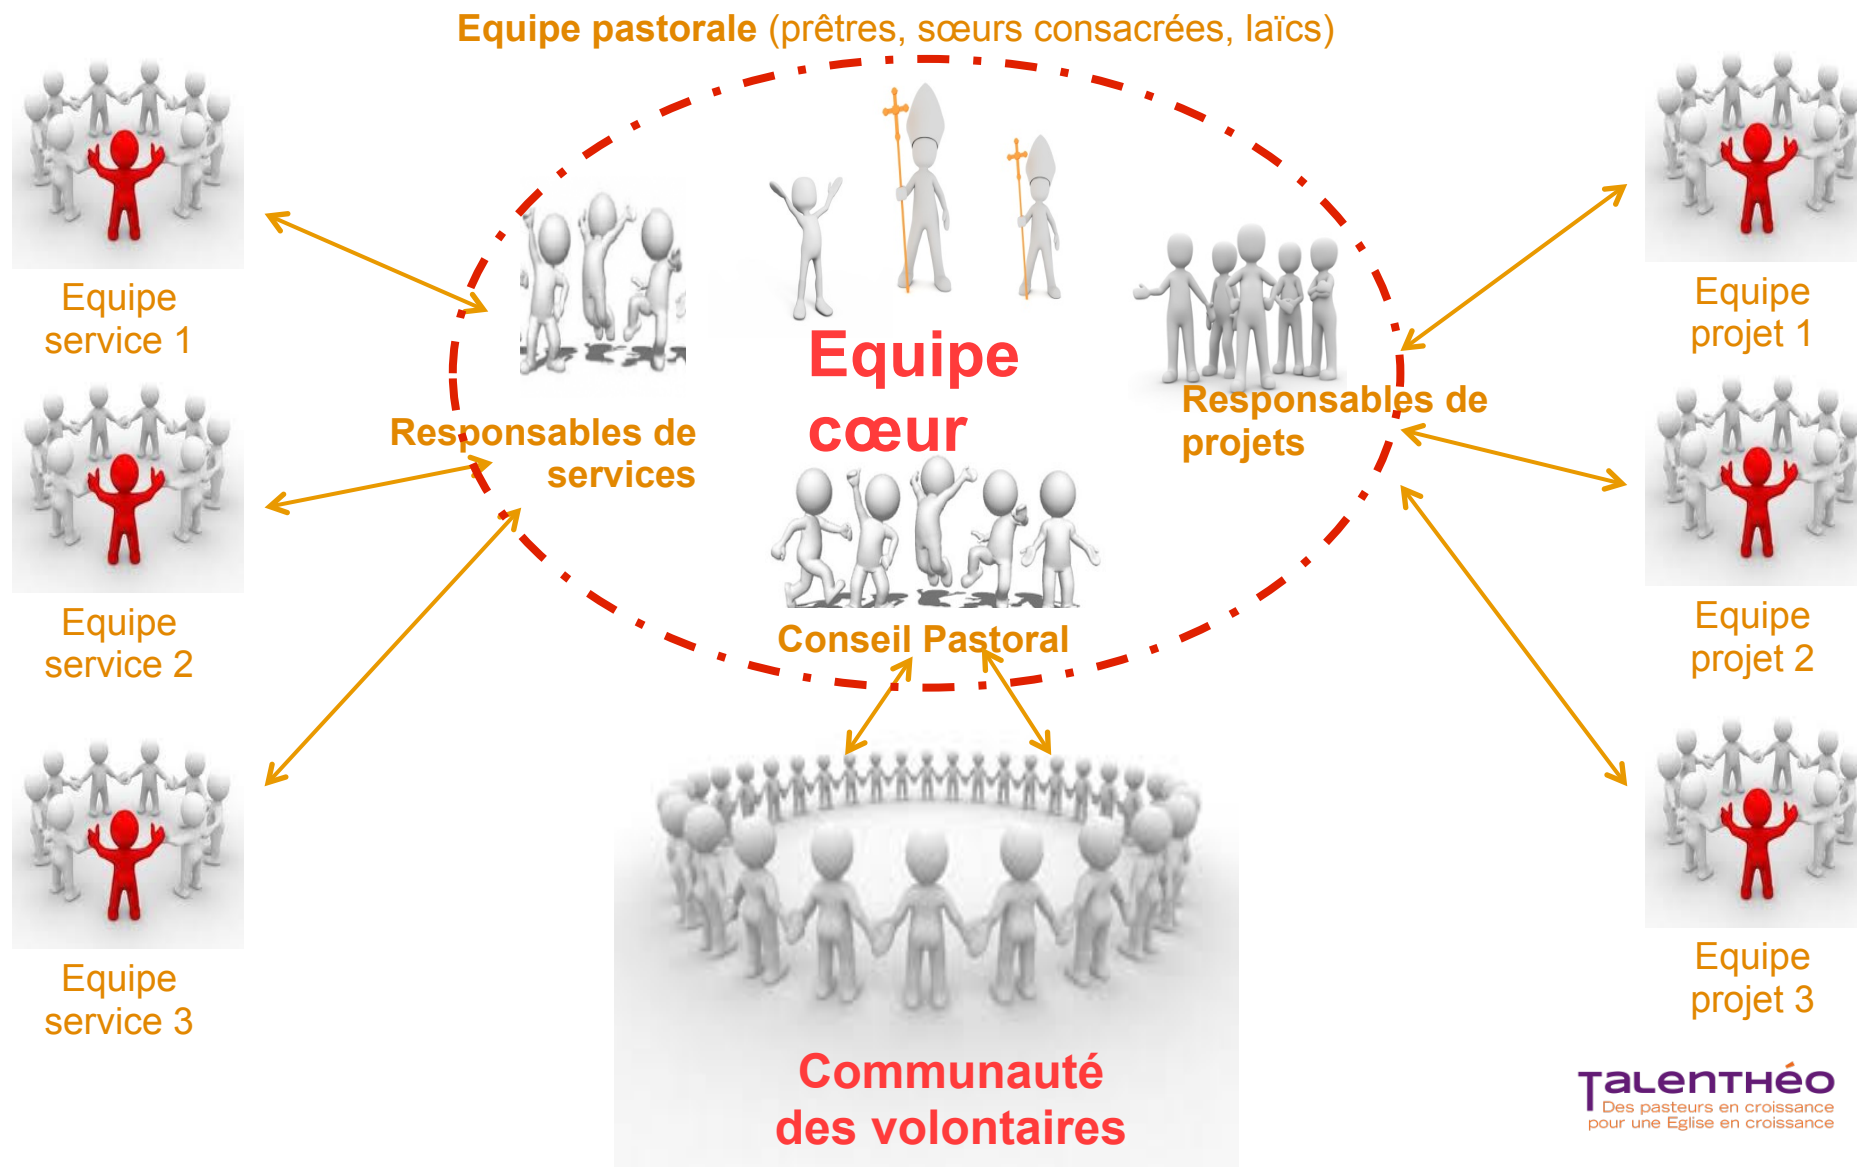 Equipe pastorale (prêtres, sœurs consacrées, laïcs)
Equipe
service 1
Equipe
service 2
Equipe
service 3
Responsables de
services
Equipe
cœur
Conseil Pastoral
Responsables de
projets
Equipe
projet 1
Equipe
projet 2
Equipe
projet 3
Communauté
des volontaires
Talenthéo
Des pasteurs en croissance
pour une Eglise en croissance